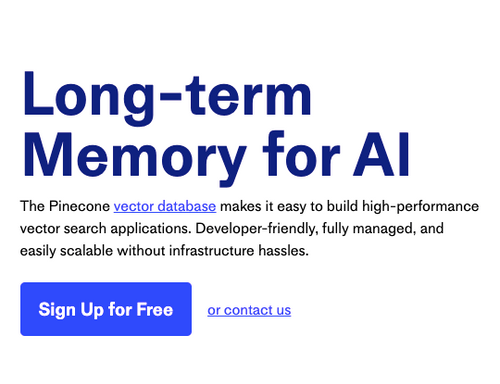 Long-term
Memory for AI
The Pinecone vector database makes it easy to build high-performance
vector search applications. Developer-friendly, fully managed, and
easily scalable without infrastructure hassles.
Sign Up for Free
or contact us